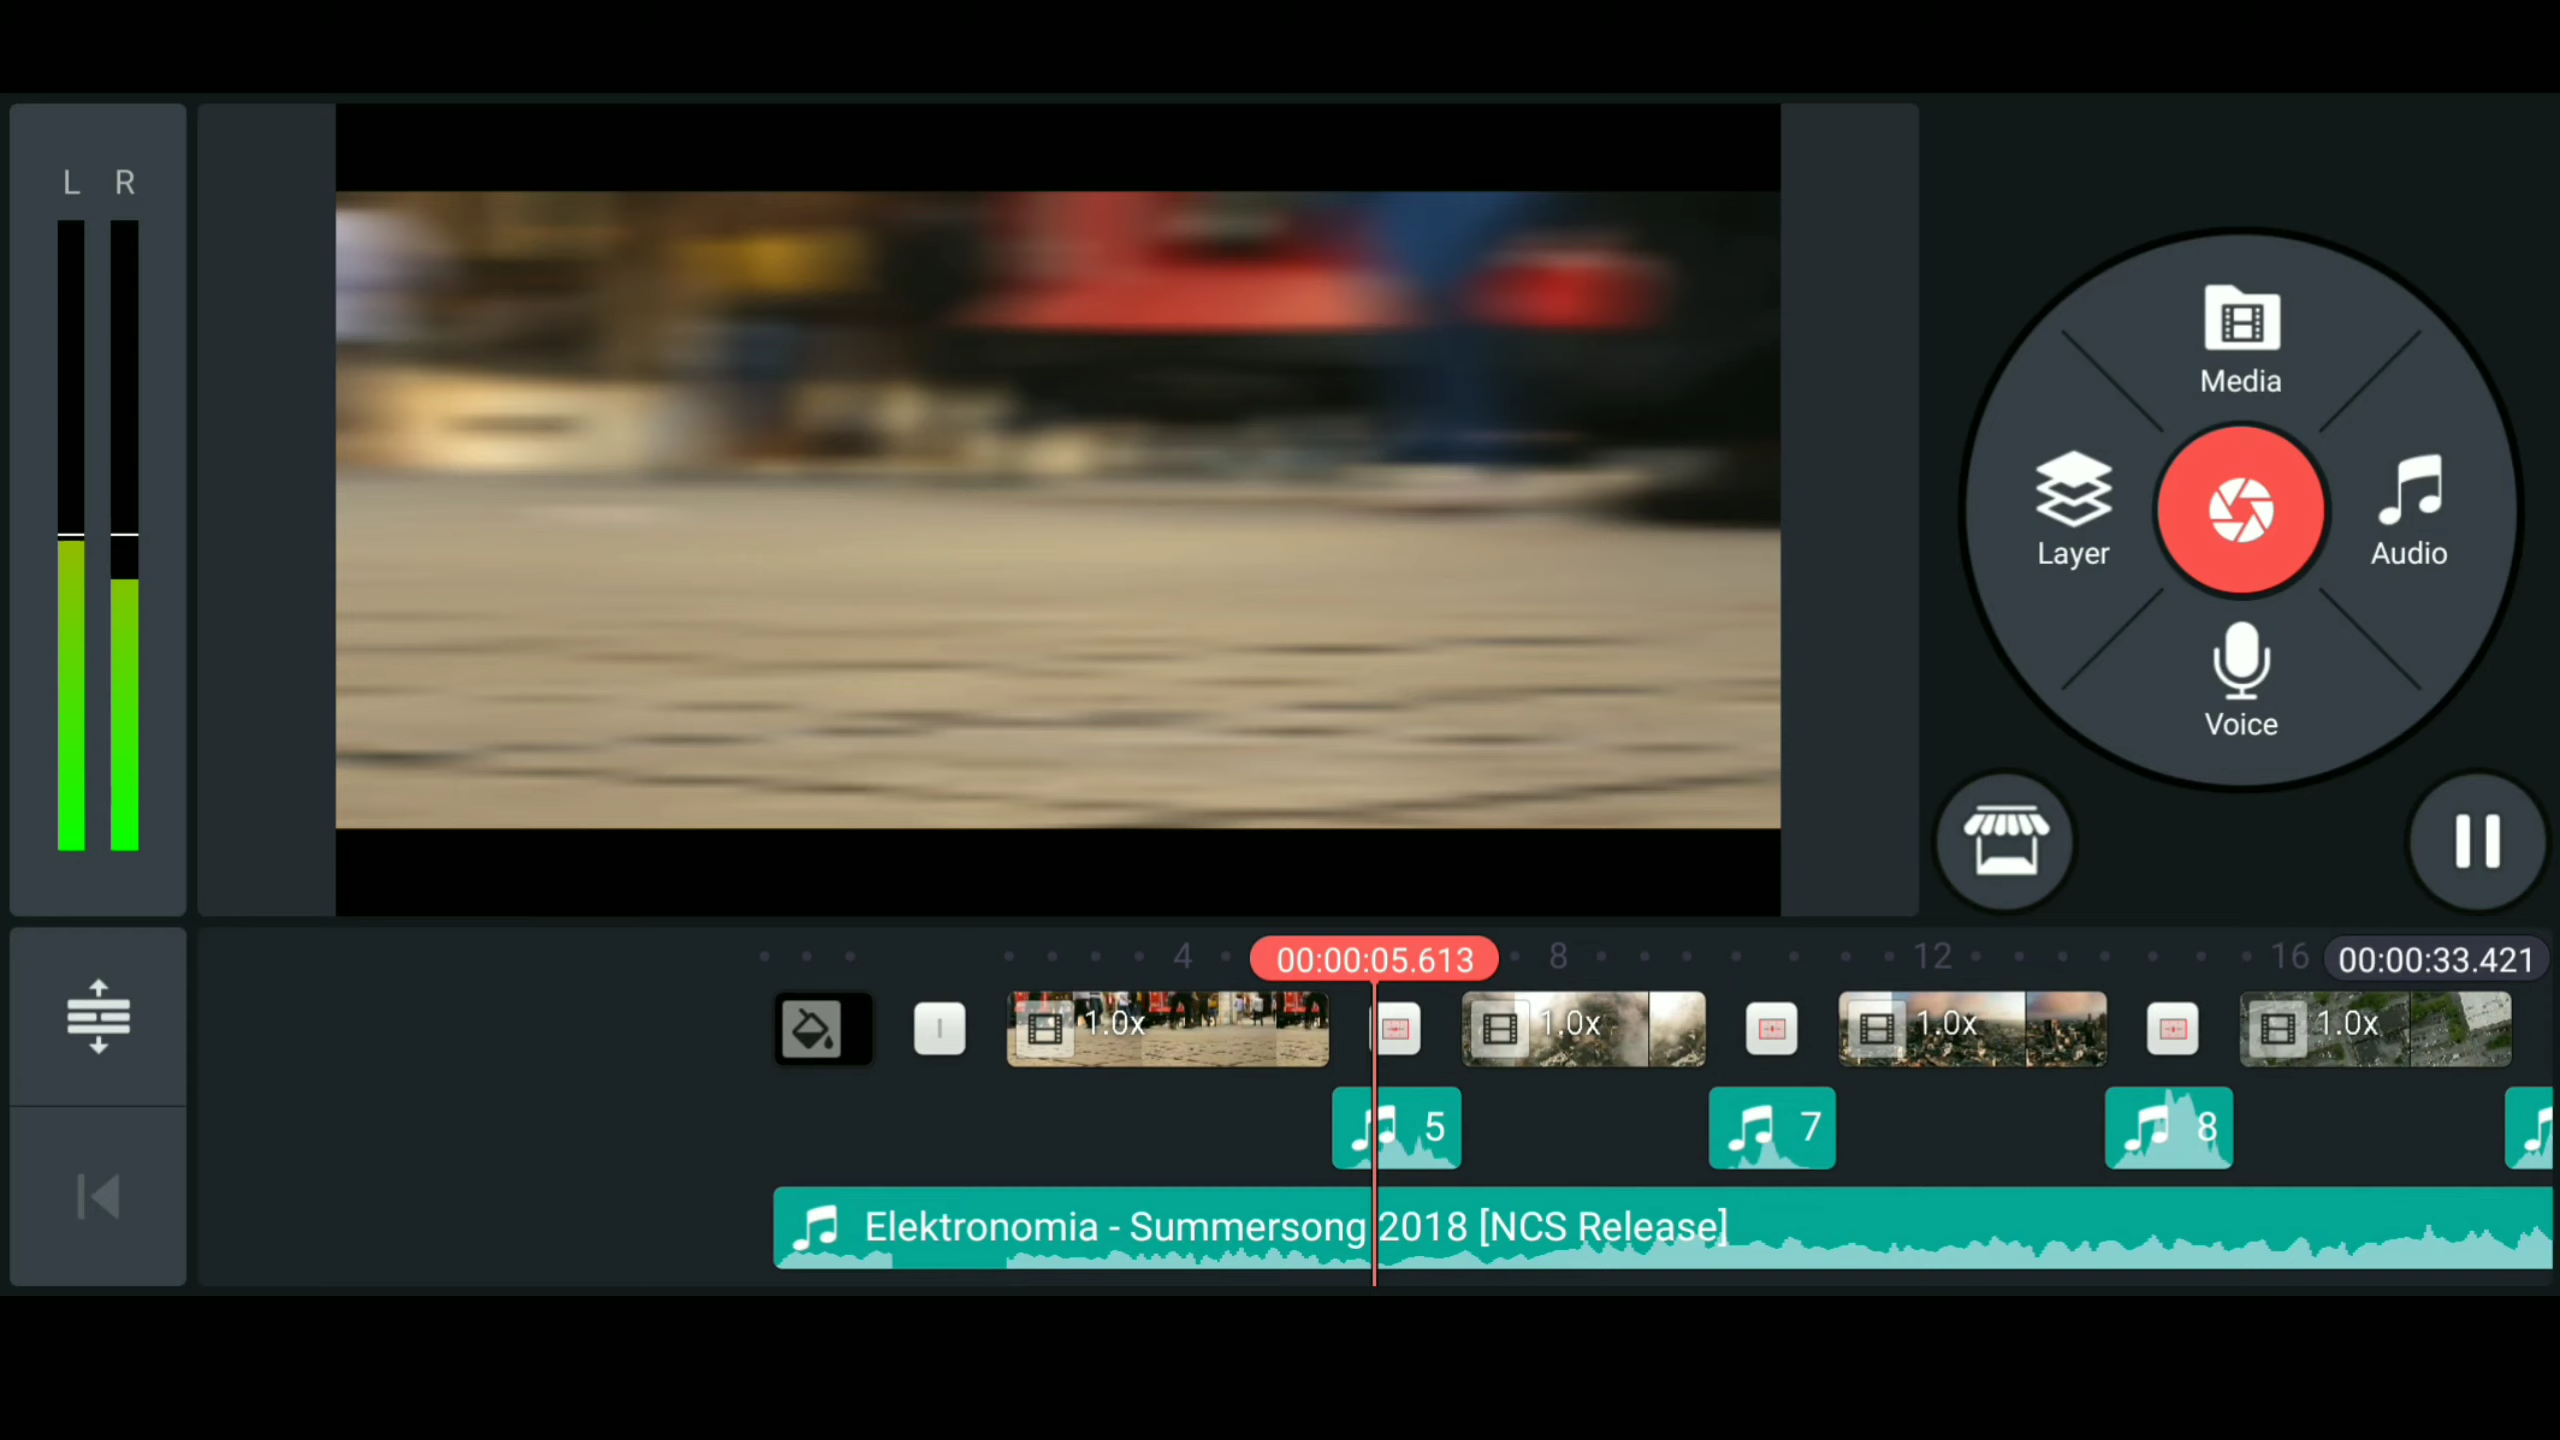 L R
Media
Layer
Audio
Voice
4
00:00:05.613
8
12
16
00:00:33.421
1.0x
1.0x
1.0x
1.0x
5
7
8
Elektronomia - Summersong 2018 [NCS Release]